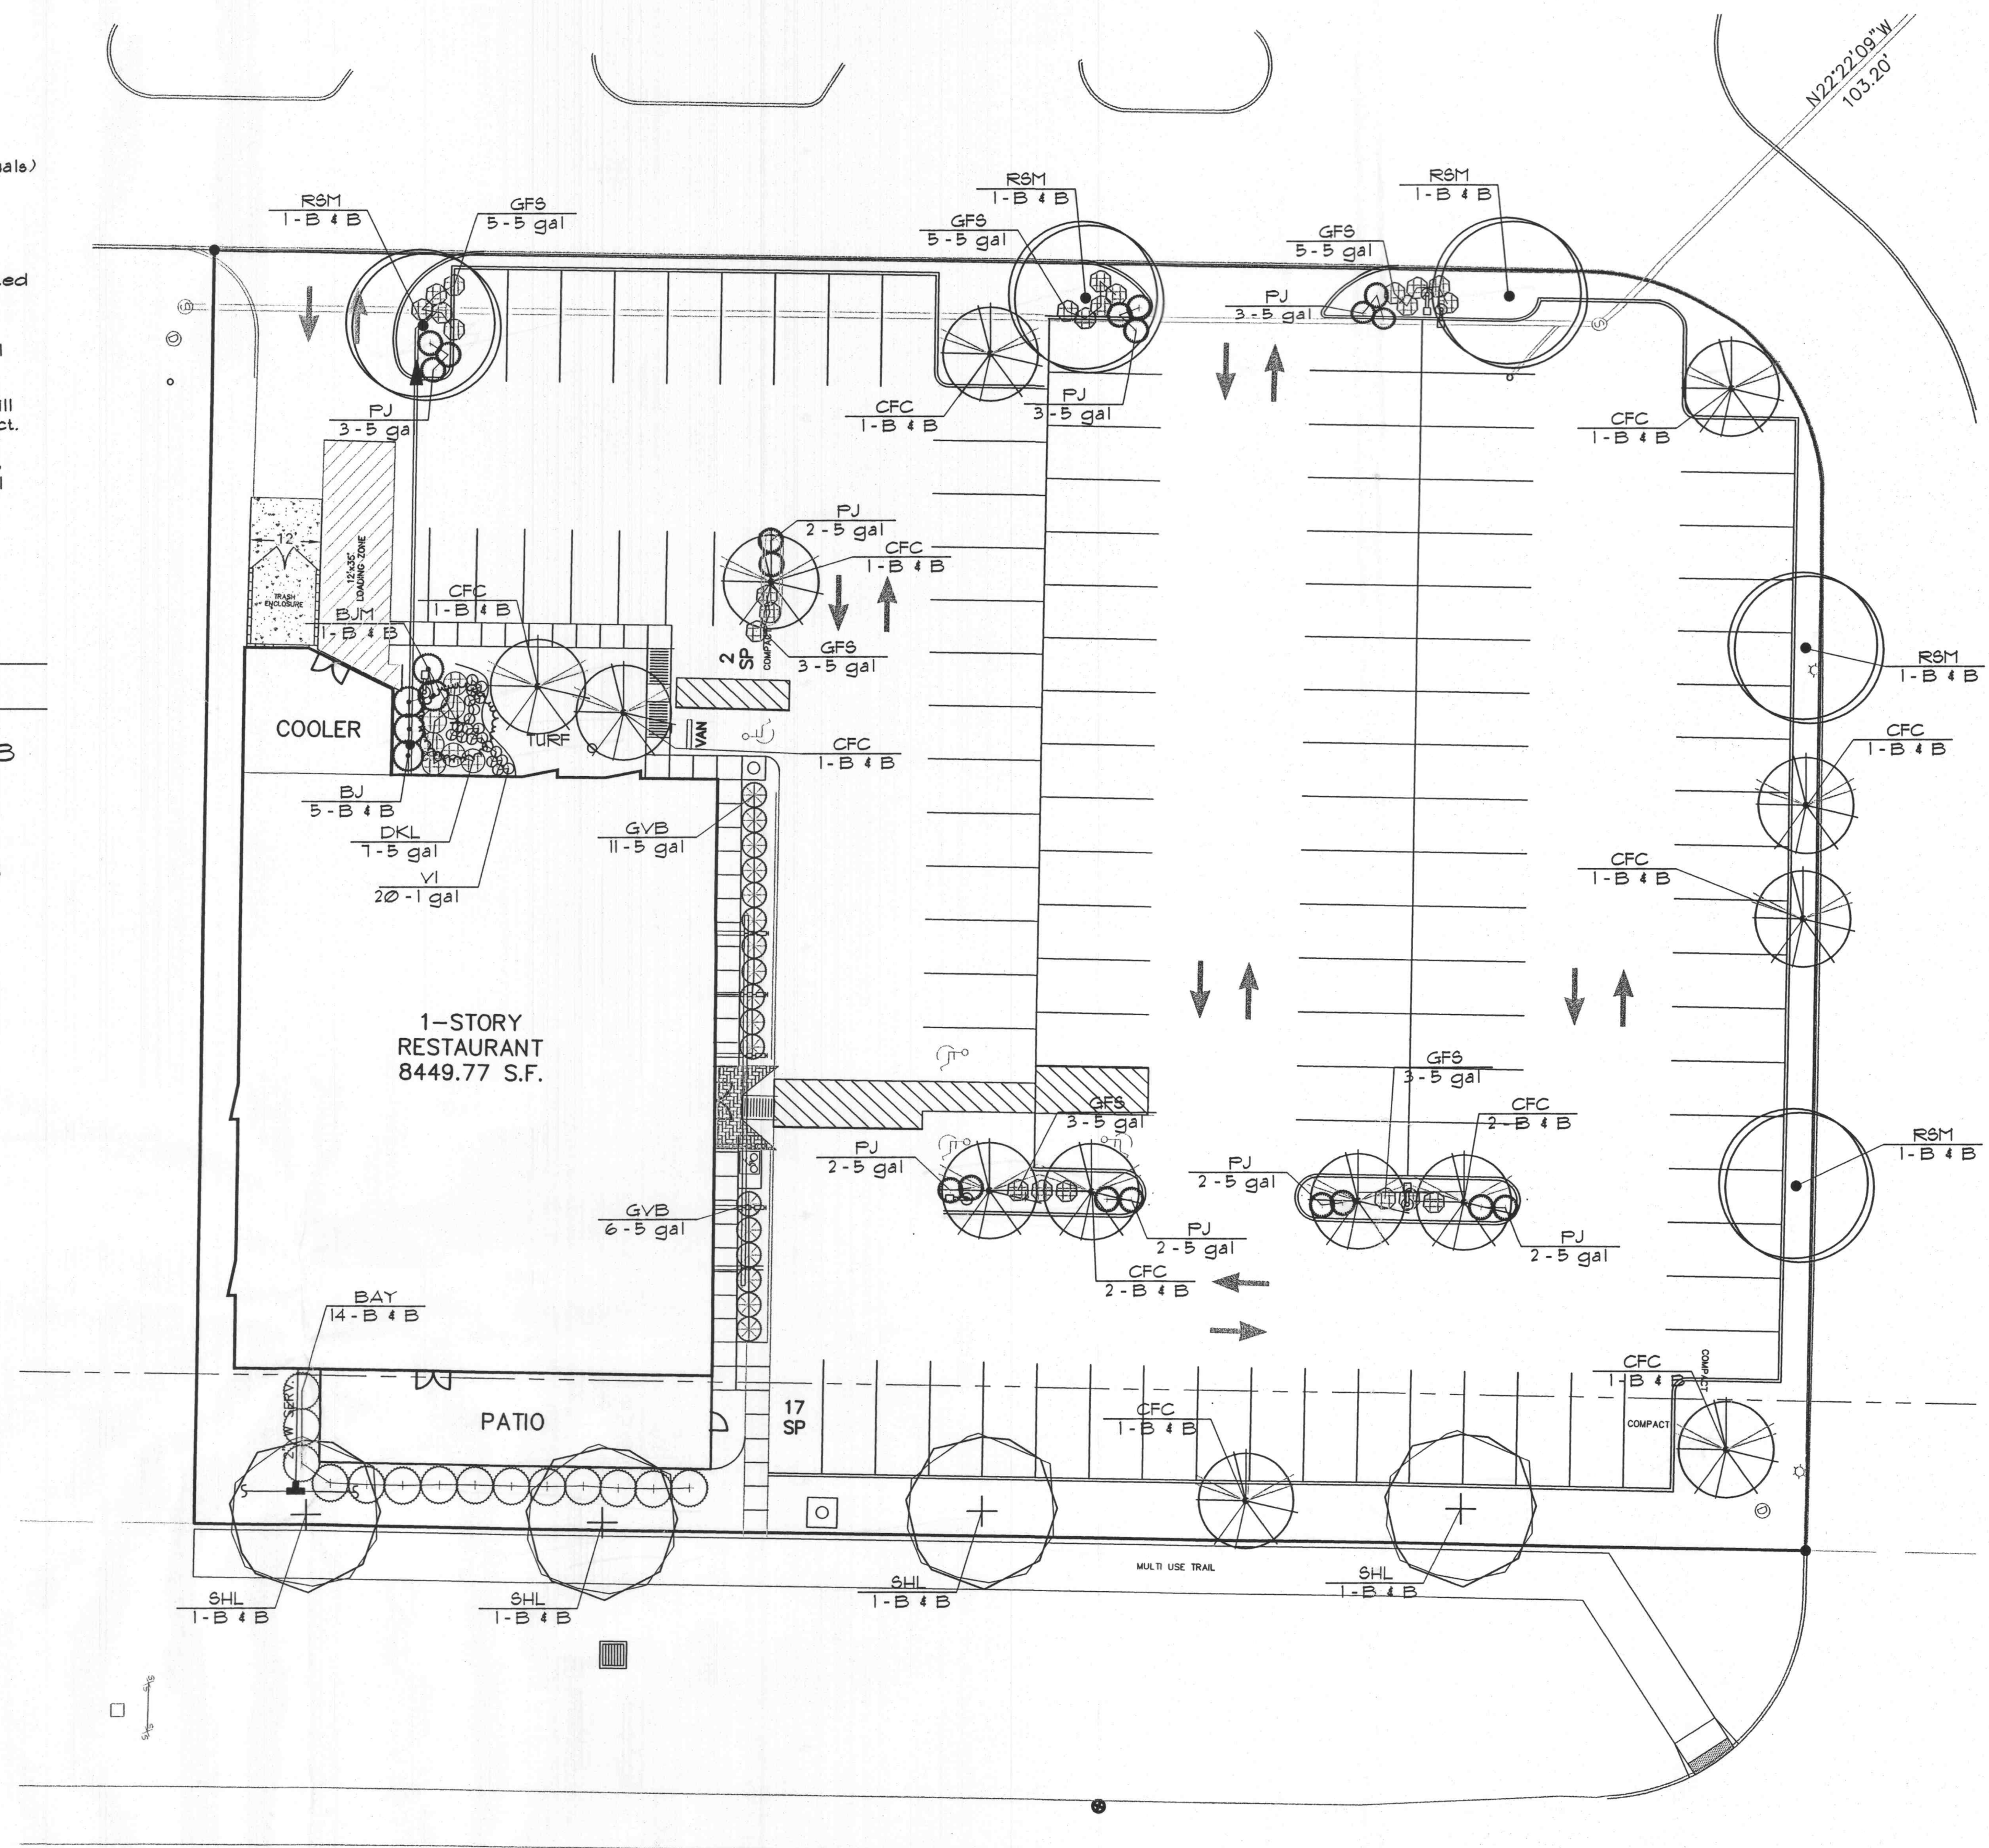 N22°22'09"W
103.20'
als)
RSM
1-B & B
GFS
5-5 gal
RSM
1-B & B
GFS
5-5 gal
RSM
1-B & B
GFS
5-5 gal
PJ
3-5 gal
S
D
S
ill
ct.
PJ
3-5 gal
CFC
1-B & B
PJ
3-5 gal
CFC
1-B & B
12'
TRASH
ENCLOSURE
12'x35'
LOADING ZONE
PJ
2-5 gal
CFC
1-B & B
CFC
1-B & B
BJM
1-B & B
2
SP
COMPACT
GFS
3-5 gal
RSM
1-B & B
COOLER
TURF
VAN
CFC
1-B & B
CFC
1-B & B
B
BJ
5-B & B
DKL
7-5 gal
VI
20-1 gal
GVB
11-5 gal
CFC
1-B & B
1-STORY
RESTAURANT
8449.77 S.F.
GFS
3-5 gal
GFS
3-5 gal
CFC
2-B & B
PJ
2-5 gal
PJ
2-5 gal
RSM
1-B & B
GVB
6-5 gal
PJ
2-5 gal
PJ
2-5 gal
CFC
2-B & B
BAY
14-B & B
CFC
1-B & B
COMPACT
2" W SERV.
PATIO
17
SP
CFC
1-B & B
COMPACT
S
S
D
MULTI USE TRAIL
SHL
1-B & B
SHL
1-B & B
SHL
1-B & B
SHL
1-B & B